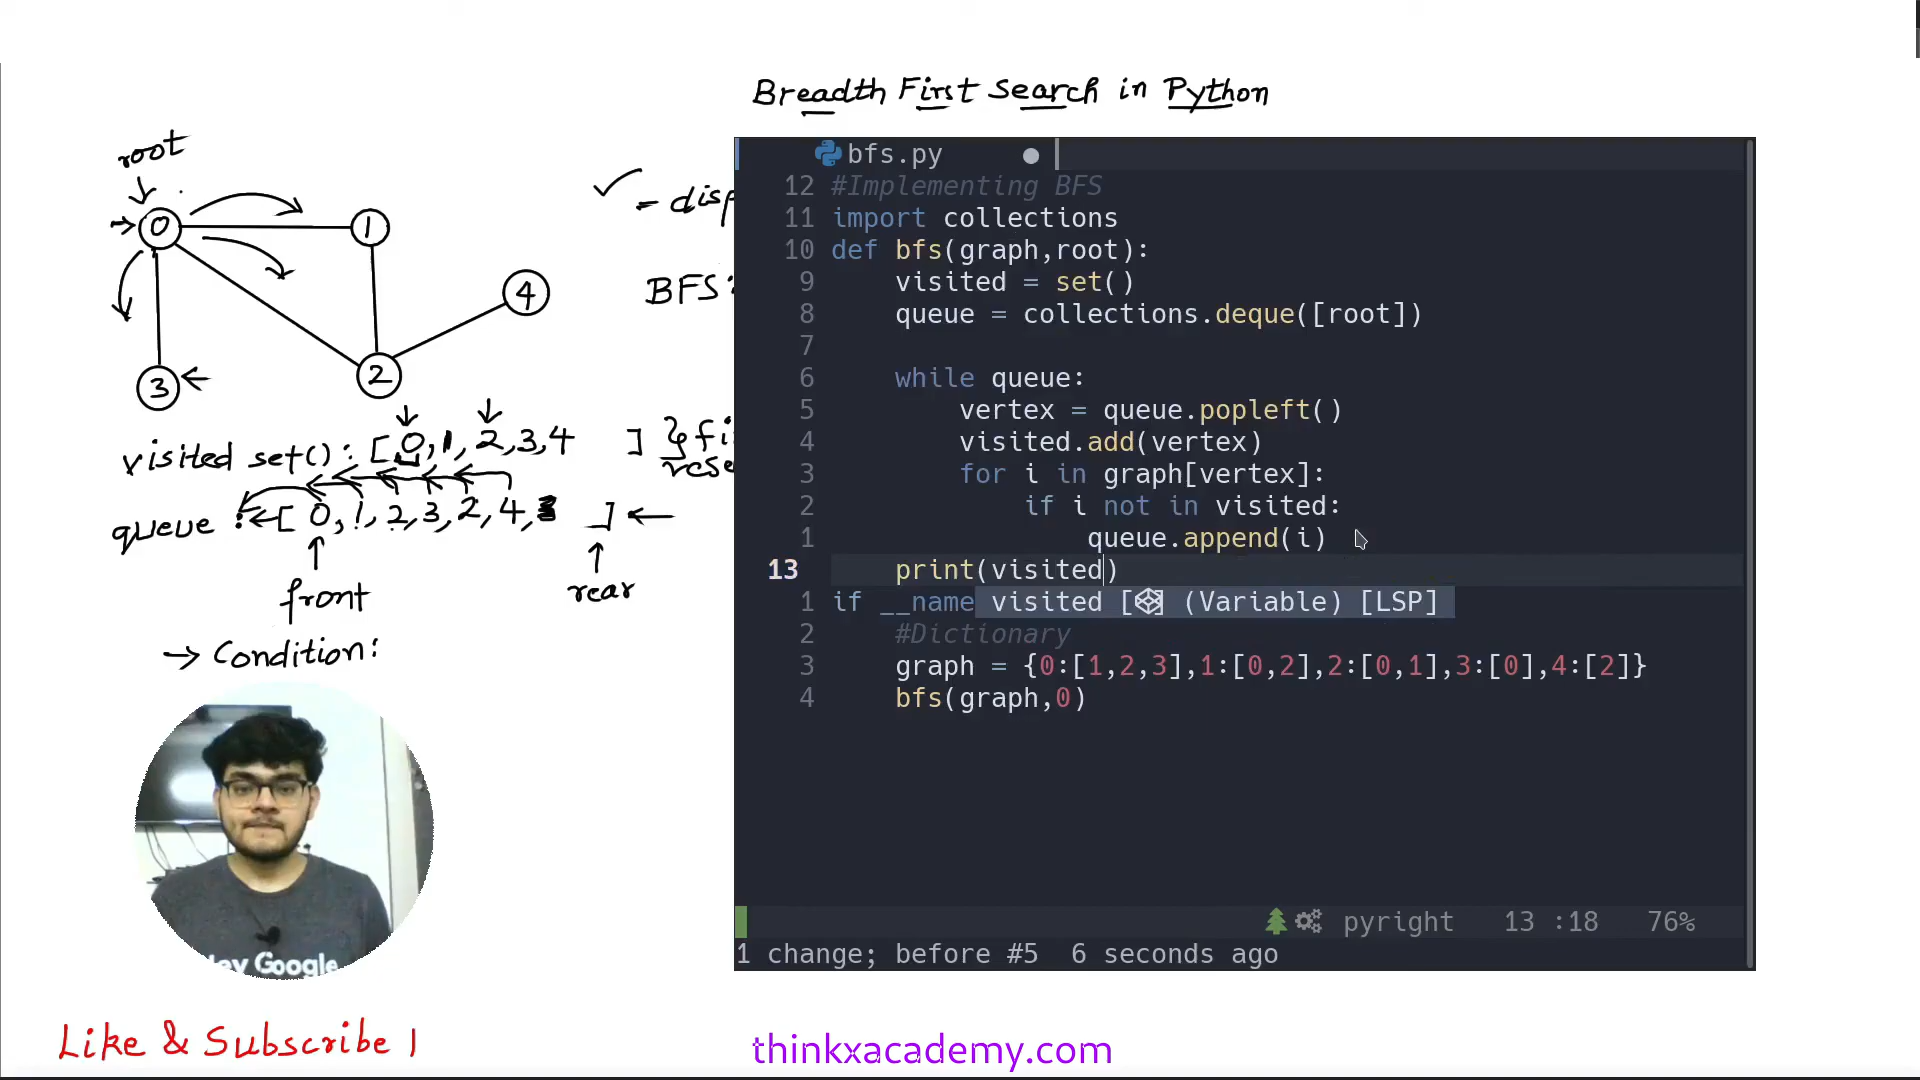 Breadth First Search in Python
root
0
1
4
3
2
= disp
BFS:
visited set(): [0,1,2,3,4 ] } fi
rese
queue : [ 0,1,2,3,2,4,3 ]
front
rear
→ Condition:
bfs.py
12 #Implementing BFS
11 import collections
10 def bfs(graph,root):
9 visited = set()
8 queue = collections.deque([root])
7
6 while queue:
5 vertex = queue.popleft()
4 visited.add(vertex)
3 for i in graph[vertex]:
2 if i not in visited:
1 queue.append(i)
13 print(visited)
1 if __name visited [] (Variable) [LSP]
2 #Dictionary
3 graph = {0:[1,2,3],1:[0,2],2:[0,1],3:[0],4:[2]}
4 bfs(graph,0)
pyright 13 :18 76%
1 change; before #5 6 seconds ago
ey Google
Like & Subscribe !
thinkxacademy.com